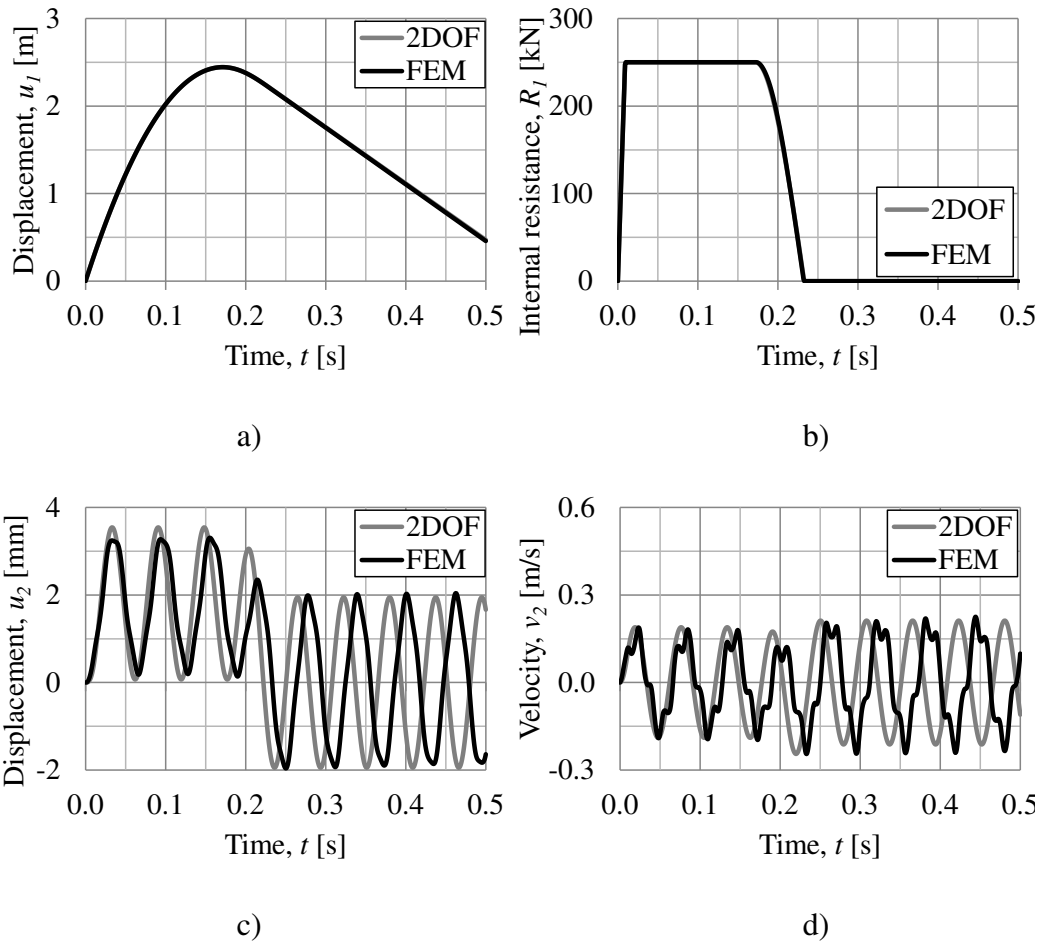 Displacement, u1 [m]
3
2
1
0
0.0 0.1 0.2 0.3 0.4 0.5
Time, t [s]
2DOF
FEM
a)
Internal resistance, R1 [kN]
300
200
100
0
0.0 0.1 0.2 0.3 0.4 0.5
Time, t [s]
2DOF
FEM
b)
Displacement, u2 [mm]
4
2
0
-2
0.0 0.1 0.2 0.3 0.4 0.5
Time, t [s]
2DOF
FEM
c)
Velocity, v2 [m/s]
0.6
0.3
0.0
-0.3
0.0 0.1 0.2 0.3 0.4 0.5
Time, t [s]
2DOF
FEM
d)